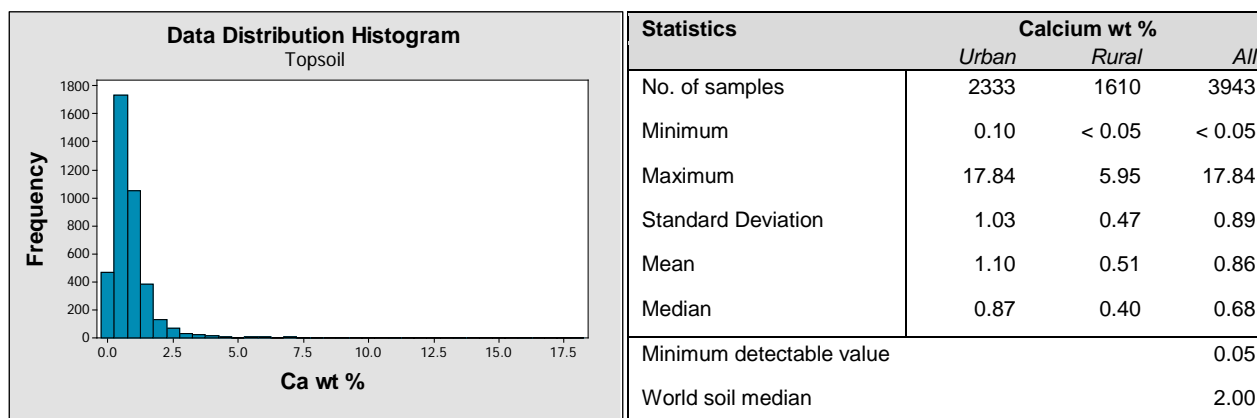 Data Distribution Histogram
Topsoil
Frequency
1800
1600
1400
1200
1000
800
600
400
200
0
0.0 2.5 5.0 7.5 10.0 12.5 15.0 17.5
Ca wt %
Statistics Calcium wt %
Urban Rural All
No. of samples 2333 1610 3943
Minimum 0.10 < 0.05 < 0.05
Maximum 17.84 5.95 17.84
Standard Deviation 1.03 0.47 0.89
Mean 1.10 0.51 0.86
Median 0.87 0.40 0.68
Minimum detectable value 0.05
World soil median 2.00